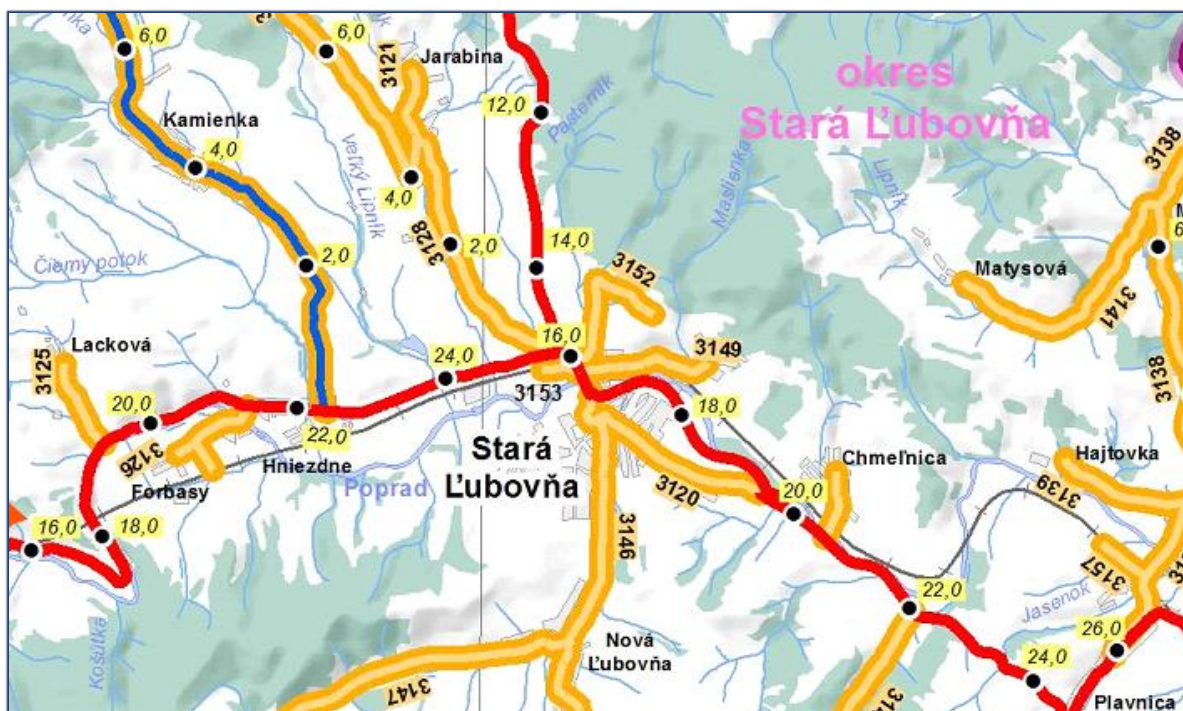 6,0
6,0
3121
Jarabina
okres
Stará Ľubovňa
12,0
Pasterník
Kamienka
4,0
Veľký Lipník
4,0
Maslienka
3138
Lipník
2,0
3128
2,0
14,0
Čierny potok
3152
Matysová
3141
Lacková
3125
16,0
24,0
3149
3153
3138
20,0
22,0
18,0
3126
Hniezdne
Stará
Ľubovňa
Chmeľnica
Hajtovka
Forbasy
Poprad
3120
20,0
3139
16,0
18,0
3146
3157
22,0
Jasenok
Košútka
Nová
Ľubovňa
26,0
24,0
3147
Plavnica